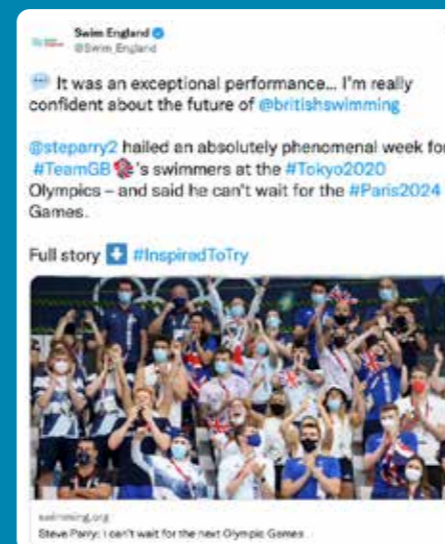 Swim England
@Swim_England
It was an exceptional performance... I'm really
confident about the future of @britishswimming
@steparry2 hailed an absolutely phenomenal week for
#TeamGB 's swimmers at the #Tokyo2020
Olympics – and said he can't wait for the #Paris2024
Games.
Full story #InspiredToTry
swimming.org
Steve Parry: I can't wait for the next Olympic Games